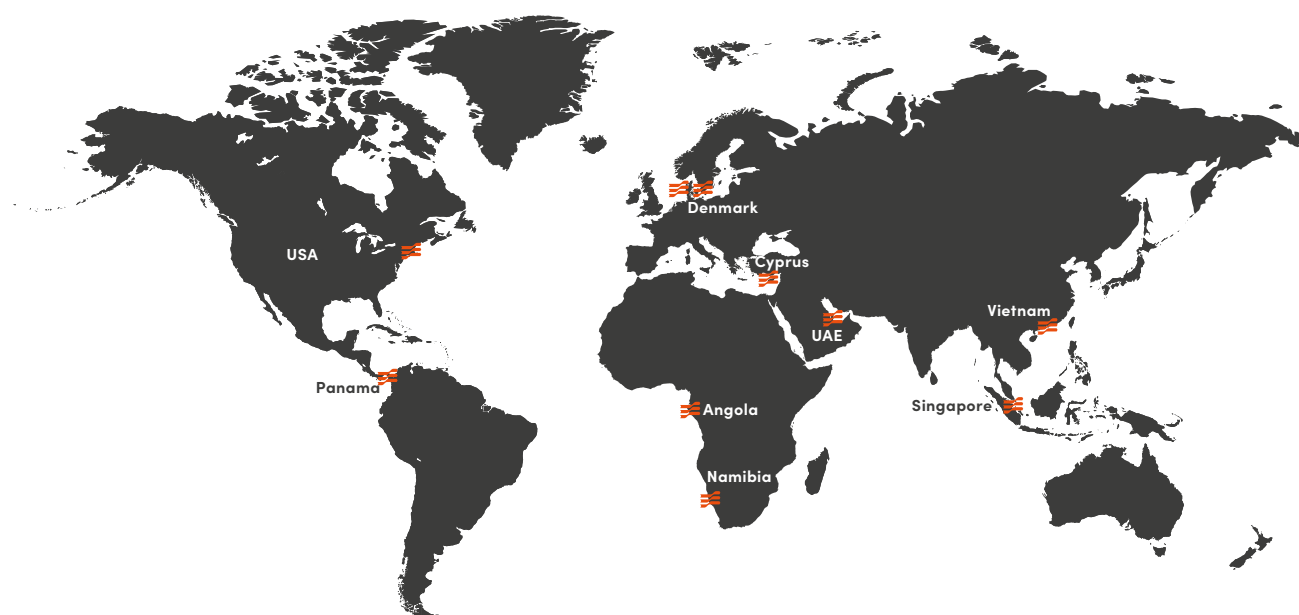 Denmark
USA
Cyprus
Vietnam
UAE
Panama
Singapore
Angola
Namibia